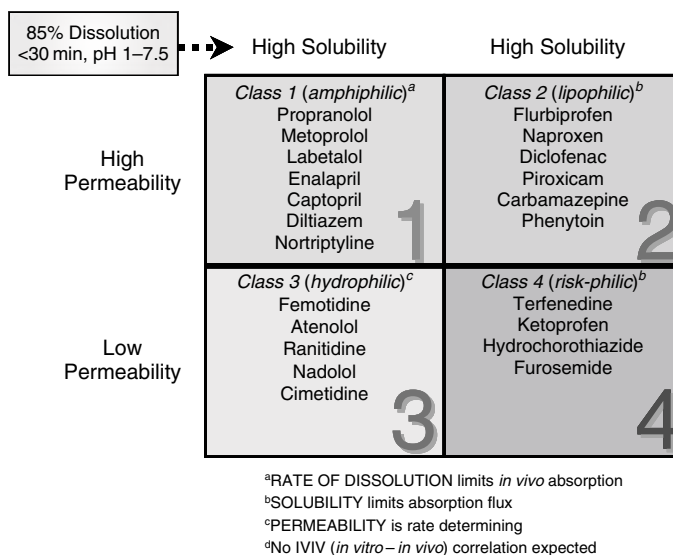 85% Dissolution
<30 min, pH 1–7.5
High Solubility
High Solubility
High
Permeability
Class 1 (amphiphilic)a
Propranolol
Metoprolol
Labetalol
Enalapril
Captopril
Diltiazem
Nortriptyline
1
Class 2 (lipophilic)b
Flurbiprofen
Naproxen
Diclofenac
Piroxicam
Carbamazepine
Phenytoin
2
Low
Permeability
Class 3 (hydrophilic)c
Femotidine
Atenolol
Ranitidine
Nadolol
Cimetidine
3
Class 4 (risk-philic)b
Terfenedine
Ketoprofen
Hydrochorothiazide
Furosemide
4
aRATE OF DISSOLUTION limits in vivo absorption
bSOLUBILITY limits absorption flux
cPERMEABILITY is rate determining
dNo IVIV (in vitro – in vivo) correlation expected